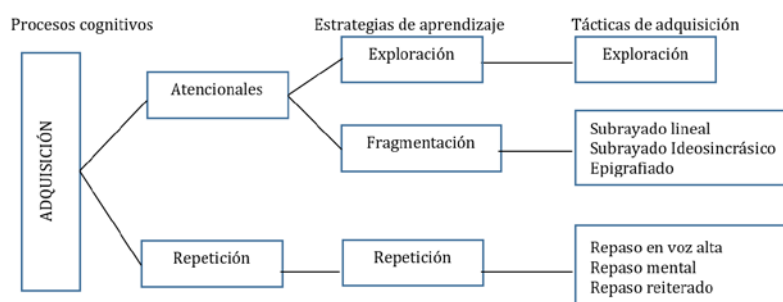 Procesos cognitivos
Estrategias de aprendizaje
Tácticas de adquisición
ADQUISICIÓN
Atencionales
Exploración
Exploración
Fragmentación
Subrayado lineal
Subrayado Ideosincrásico
Epigrafiado
Repetición
Repetición
Repaso en voz alta
Repaso mental
Repaso reiterado